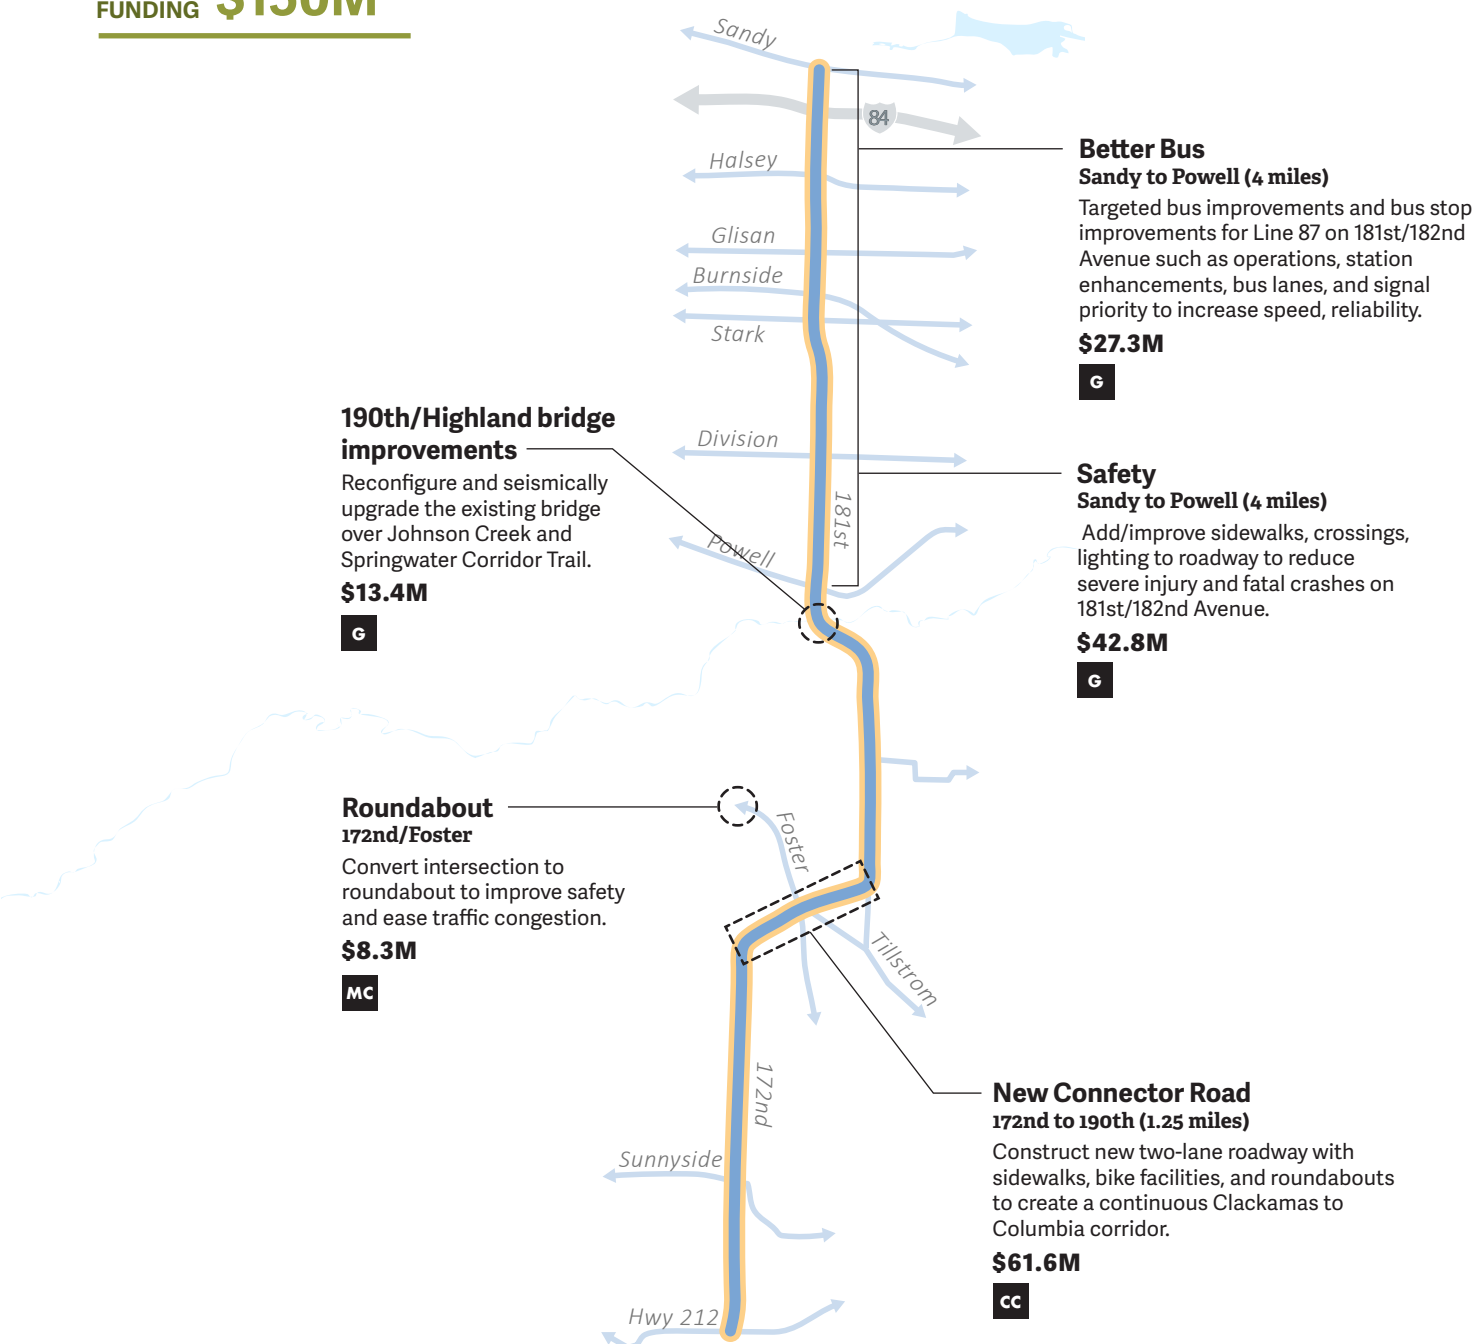 FUNDING $150M
Sandy
84
Halsey
Glisan
Burnside
Stark
Division
181st
Powell
Better Bus
Sandy to Powell (4 miles)
Targeted bus improvements and bus stop
improvements for Line 87 on 181st/182nd
Avenue such as operations, station
enhancements, bus lanes, and signal
priority to increase speed, reliability.
$27.3M
G
190th/Highland bridge
improvements
Reconfigure and seismically
upgrade the existing bridge
over Johnson Creek and
Springwater Corridor Trail.
$13.4M
G
Safety
Sandy to Powell (4 miles)
Add/improve sidewalks, crossings,
lighting to roadway to reduce
severe injury and fatal crashes on
181st/182nd Avenue.
$42.8M
G
Roundabout
172nd/Foster
Convert intersection to
roundabout to improve safety
and ease traffic congestion.
$8.3M
MC
Foster
Tillstrom
172nd
Sunnyside
Hwy 212
New Connector Road
172nd to 190th (1.25 miles)
Construct new two-lane roadway with
sidewalks, bike facilities, and roundabouts
to create a continuous Clackamas to
Columbia corridor.
$61.6M
CC